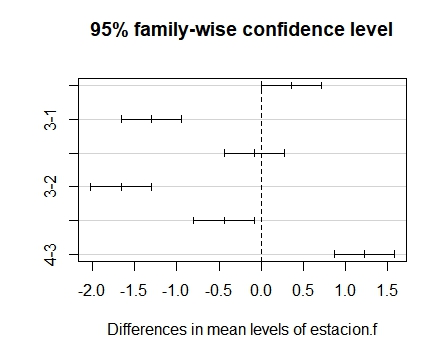 95% family-wise confidence level
3-1
3-2
4-3
-2.0 -1.5 -1.0 -0.5 0.0 0.5 1.0 1.5
Differences in mean levels of estacion.f